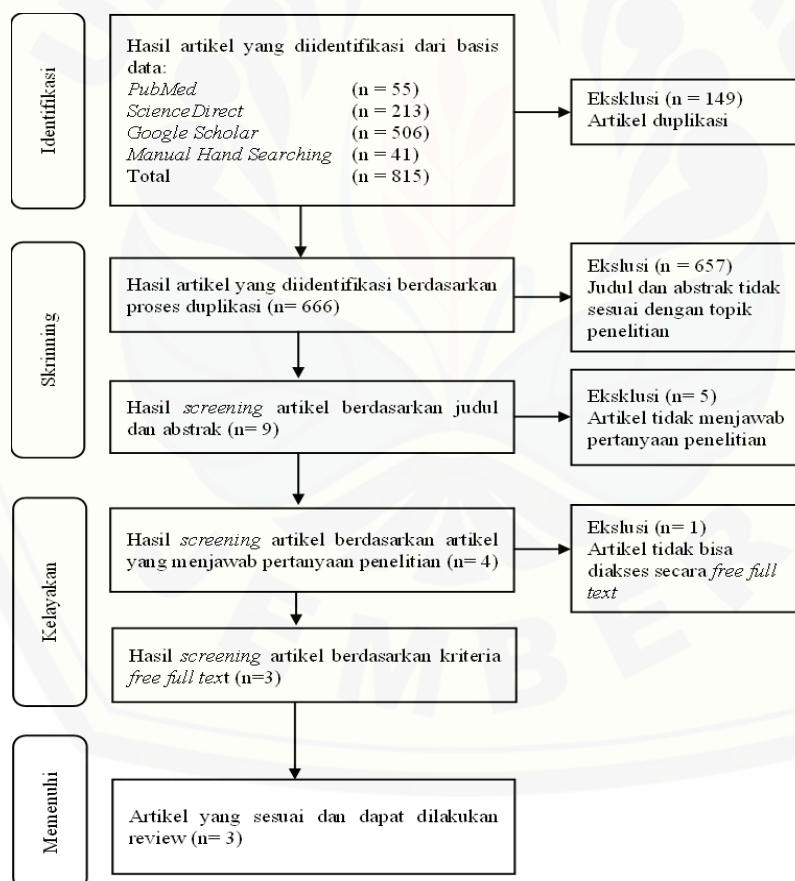 Identifikasi
Hasil artikel yang diidentifikasi dari basis
data:
PubMed (n = 55)
ScienceDirect (n = 213)
Google Scholar (n = 506)
Manual Hand Searching (n = 41)
Total (n = 815)
Eksklusi (n = 149)
Artikel duplikasi
Skrinning
Hasil artikel yang diidentifikasi berdasarkan
proses duplikasi (n= 666)
Ekslusi (n = 657)
Judul dan abstrak tidak
sesuai dengan topik
penelitian
Hasil screening artikel berdasarkan judul
dan abstrak (n= 9)
Eksklusi (n= 5)
Artikel tidak menjawab
pertanyaan penelitian
Kelayakan
Hasil screening artikel berdasarkan artikel
yang menjawab pertanyaan penelitian (n= 4)
Ekslusi (n= 1)
Artikel tidak bisa
diakses secara free full
text
Hasil screening artikel berdasarkan kriteria
free full text (n=3)
Memenuhi
Artikel yang sesuai dan dapat dilakukan
review (n= 3)
EMBER